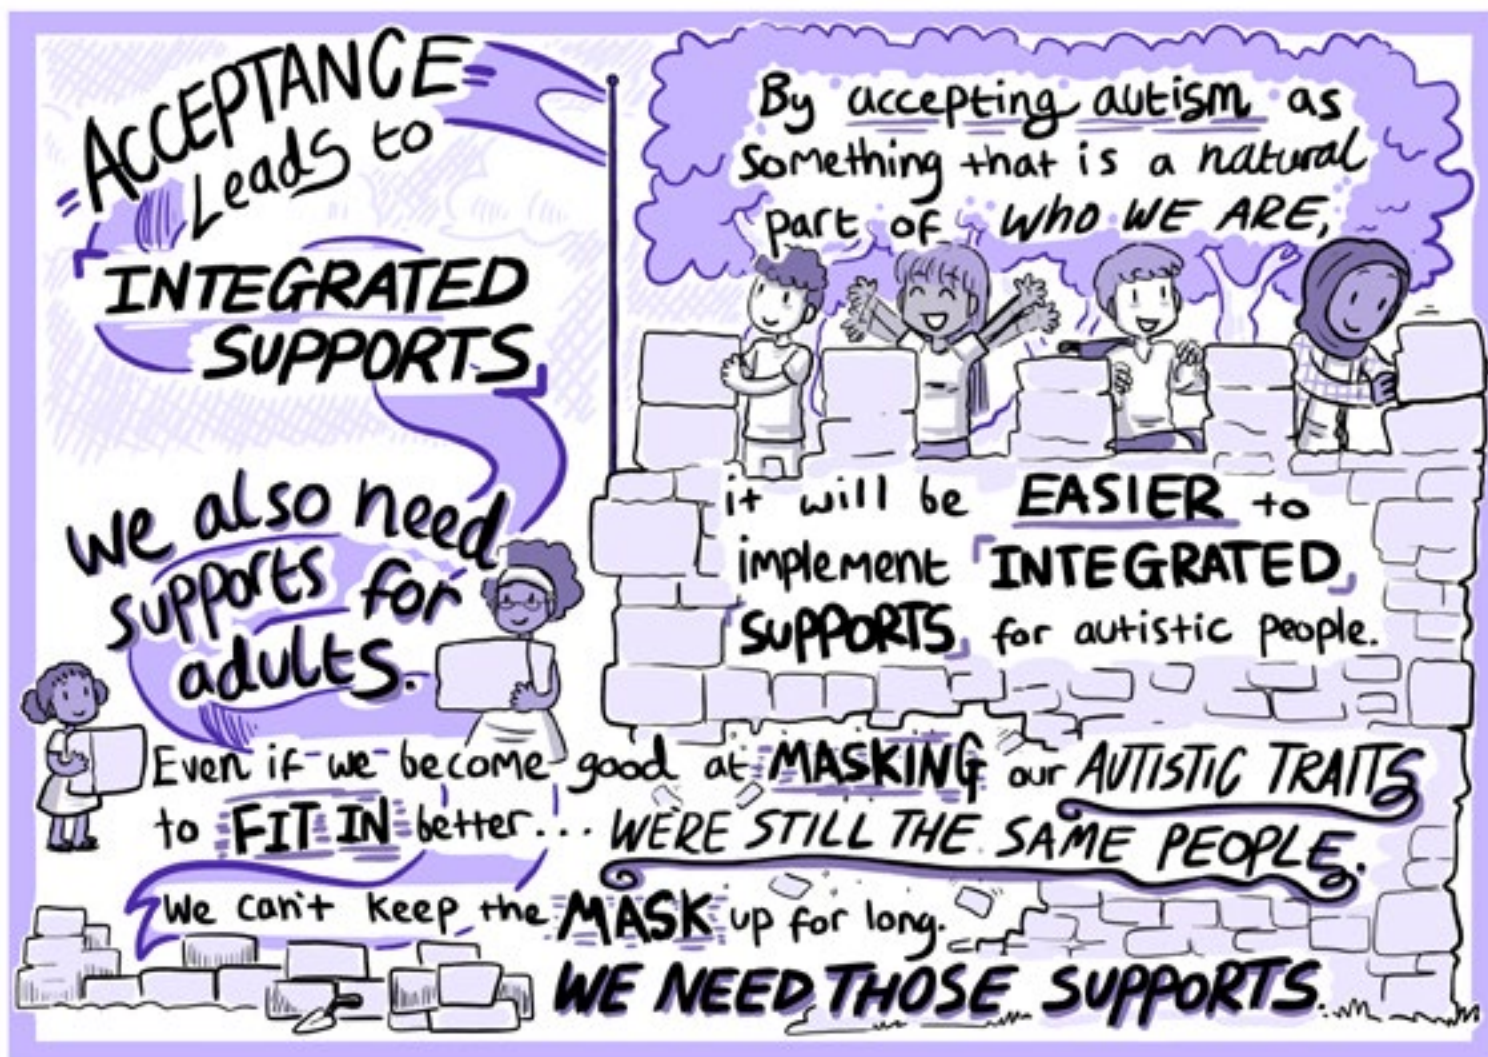 ACCEPTANCE
Leads to
INTEGRATED
SUPPORTS
By accepting autism as
something that is a natural
part of who WE ARE,
it will be EASIER to
implement INTEGRATED
SUPPORTS for autistic people.
we also need
supports for
adults.
Even if we become good at MASKING our AUTISTIC TRAITS
to FIT IN better... WERE STILL THE SAME PEOPLE.
We can't keep the MASK up for long.
WE NEED THOSE SUPPORTS.